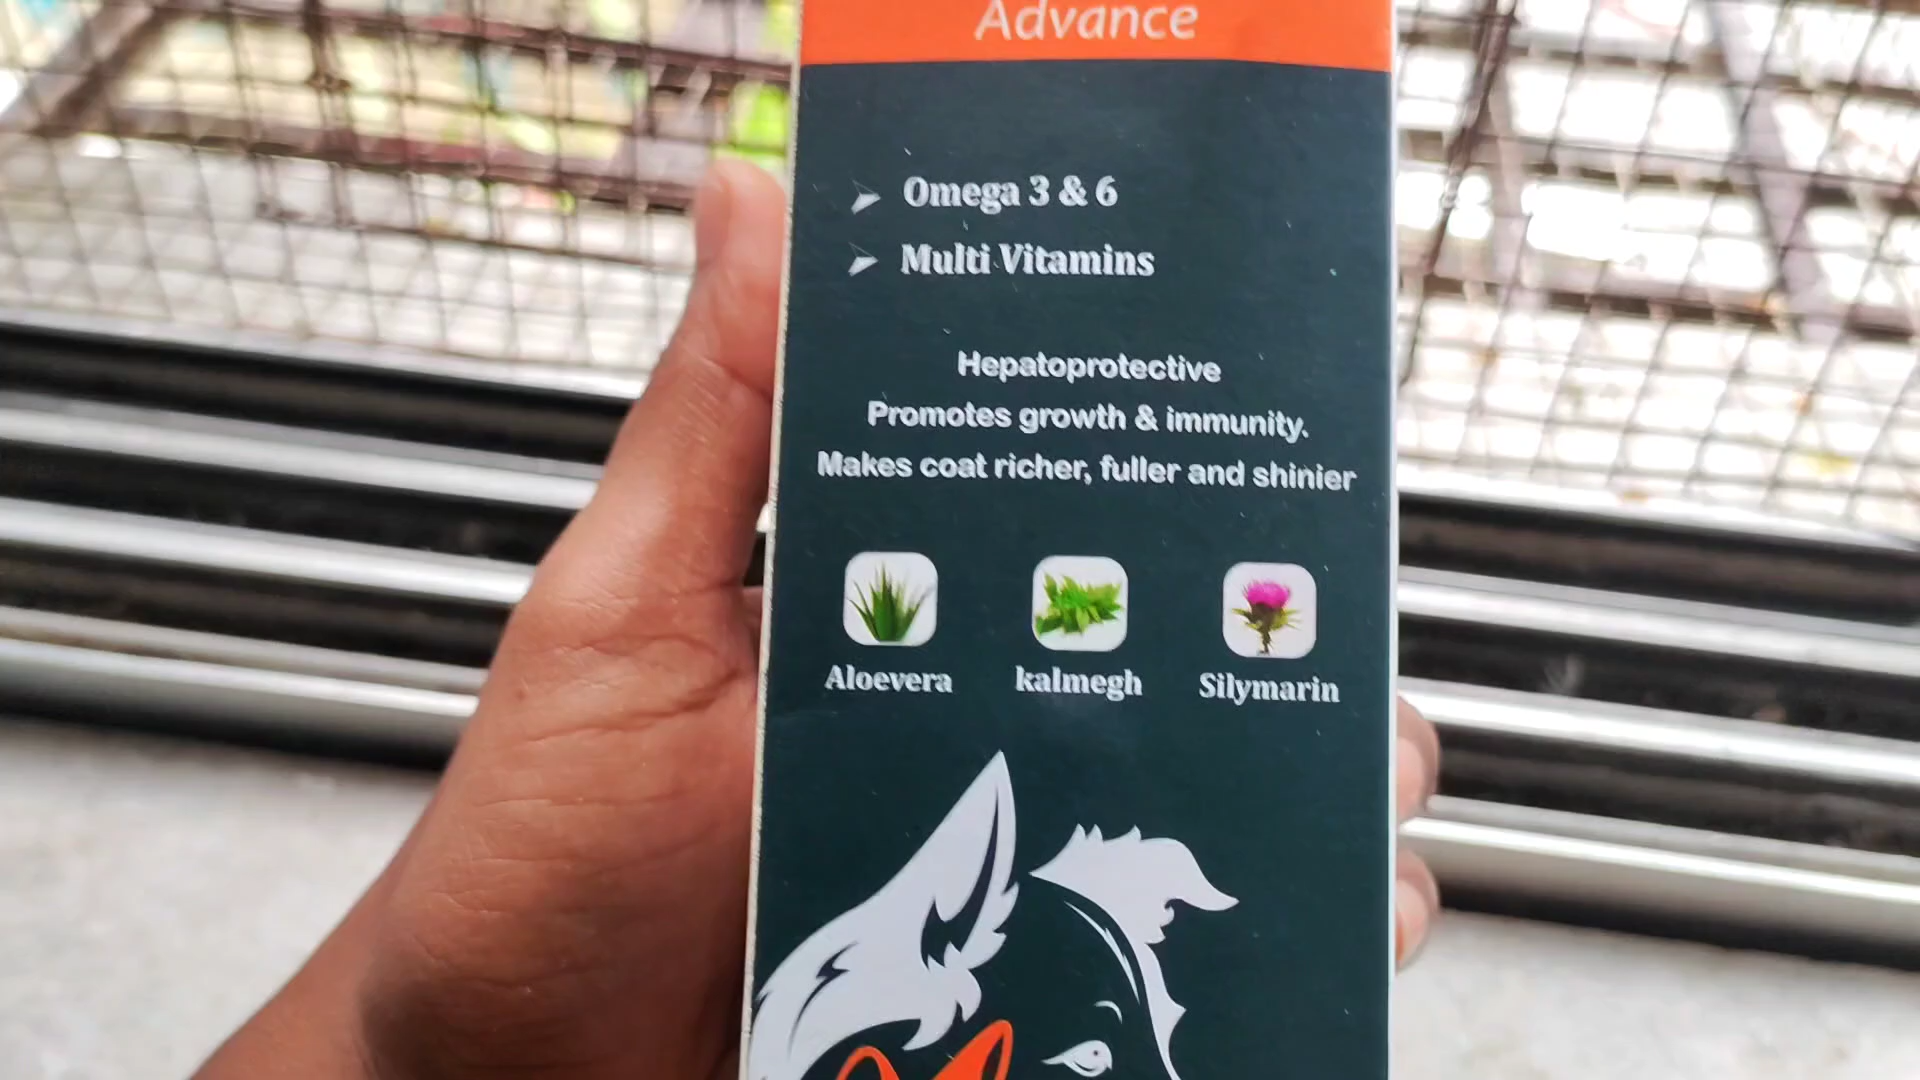 Advance
Omega 3 & 6
Multi Vitamins
Hepatoprotective
Promotes growth & immunity.
Makes coat richer, fuller and shinier
Aloevera kalmegh Silymarin